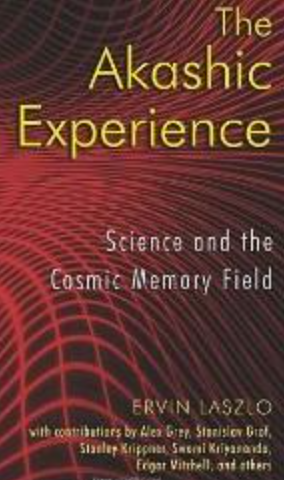 The
Akashic
Experience
Science and the
Cosmic Memory Field
ERVIN LASZLO
with contributions by Alex Grey, Stanislav Grof,
Stanley Krippner, Swami Kriyananda,
Edgar Mitchell, and others